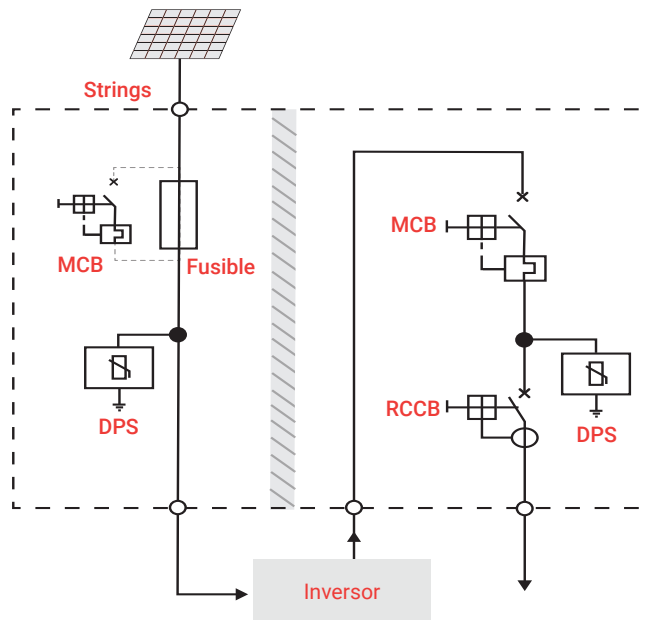 Strings
MCB
Fusible
DPS
MCB
RCCB
DPS
Inversor